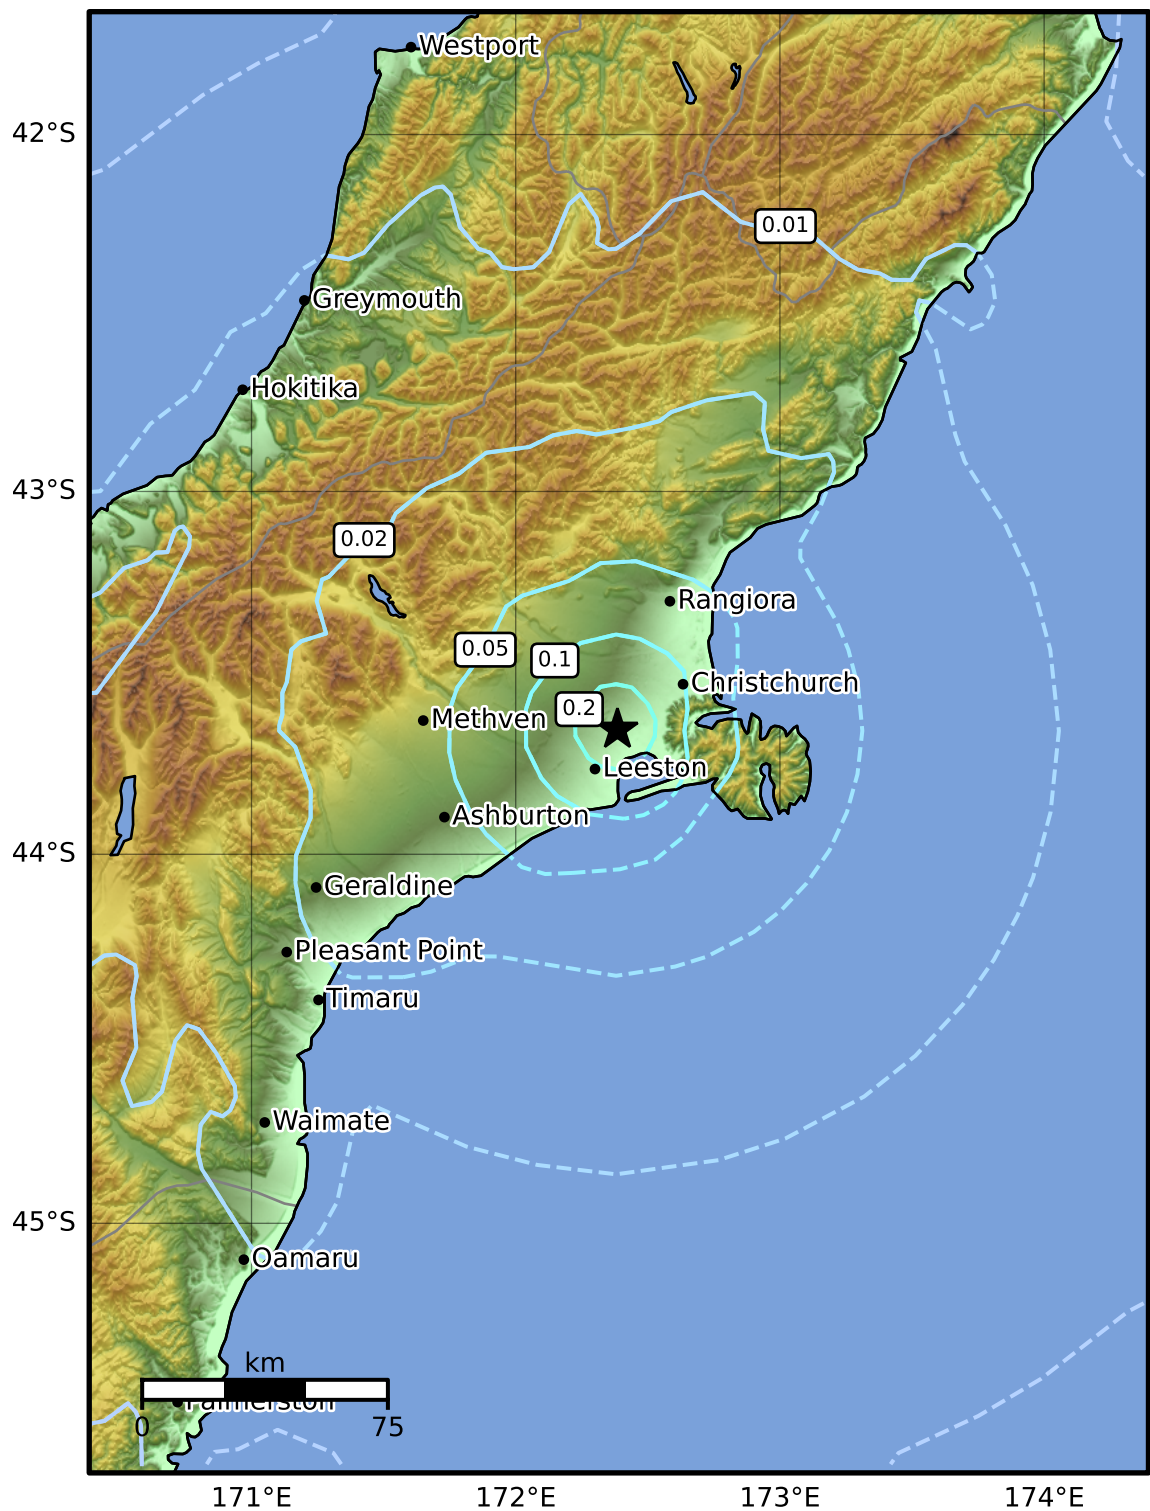 Westport
42°S
0.01
Greymouth
Hokitika
43°S
0.02
Rangiora
0.05
0.1
Christchurch
0.2
Methven
Leeston
Ashburton
44°S
Geraldine
Pleasant Point
Timaru
Waimate
45°S
Oamaru
km
Palmerston
0
75
171°E
172°E
173°E
174°E